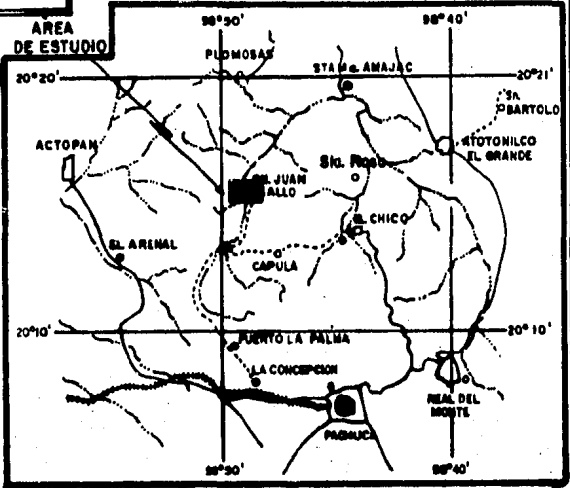 AREA
DE ESTUDIO
98°50'
98°40'
PLOMOSAS
STA Ma. AMAJAC
20°20'
20°21
Sn.
BARTOLO
ACTOPAN
ATOTONILCO
EL GRANDE
Sta. Rosa
JUAN
ALLO
EL CHICO
EL ARENAL
CAPULA
20°10'
20°10'
PUERTO LA PALMA
LA CONCEPCION
REAL DEL
MONTE
PACHUCA
98°50'
98°40'